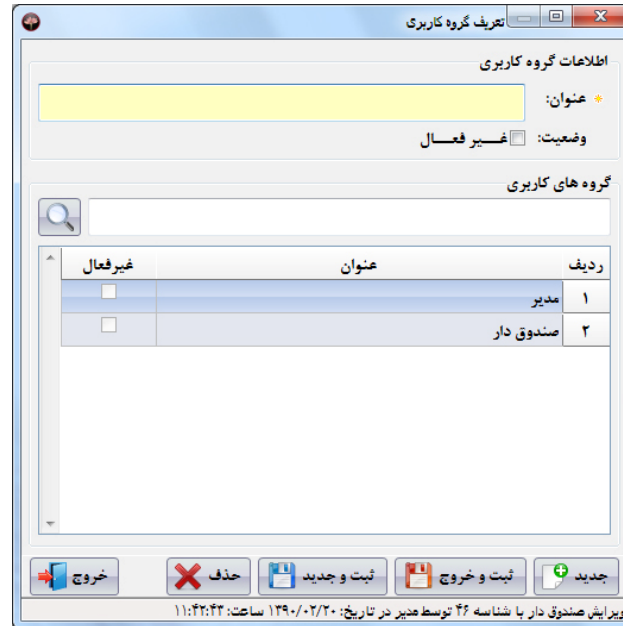 تعریف گروه کاربری
اطلاعات گروه کاربری
عنوان:
وضعیت: غـــیر فعـــال
گروه های کاربری
ردیف عنوان غیرفعال
۱ مدیر
۲ صندوق دار
جدید ثبت و خروج ثبت و جدید حذف خروج
ویرایش صندوق دار با شناسه ۴۶ توسط مدیر در تاریخ: ۱۳۹۰/۰۲/۲۰ ساعت: ۱۱:۴۲:۴۳